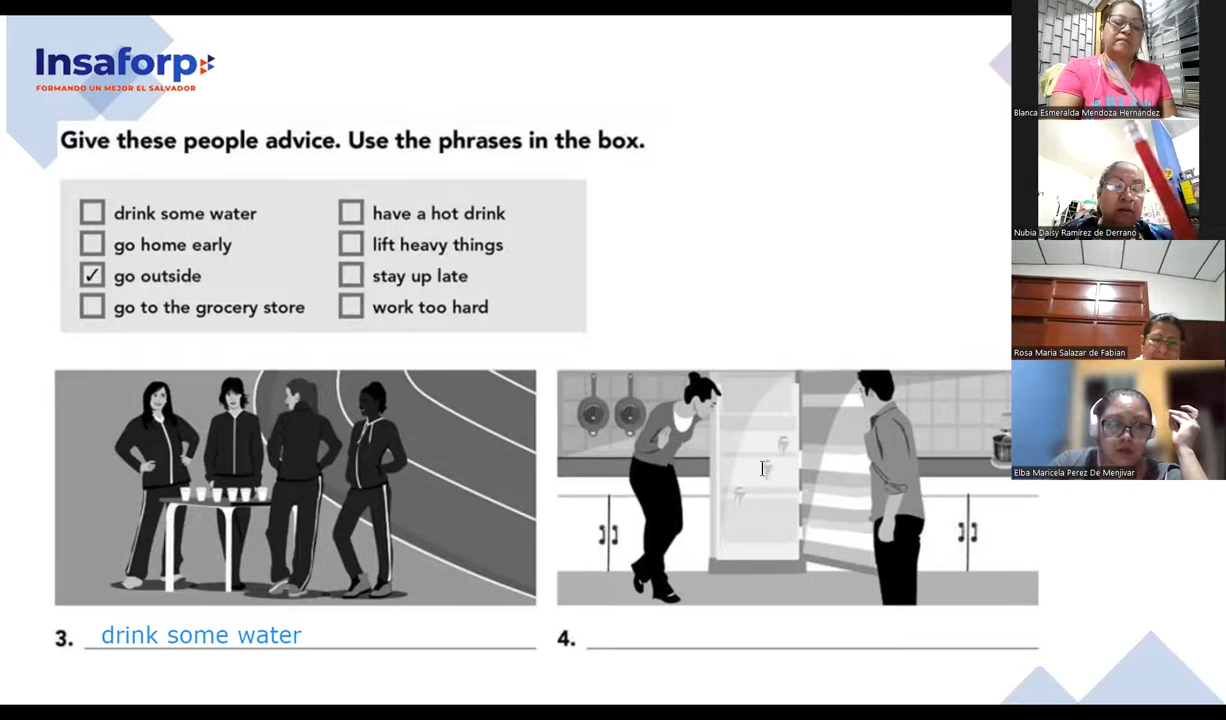 Insaforp
FORMANDO UN MEJOR EL SALVADOR
Give these people advice. Use the phrases in the box.
drink some water
go home early
✓ go outside
go to the grocery store
have a hot drink
lift heavy things
stay up late
work too hard
3. drink some water
4.
Blanca Esmeralda Mendoza Hernández
Nubia Daisy Ramírez de Derrano
Rosa Maria Salazar de Fabian
Elba Maricela Perez De Menjivar